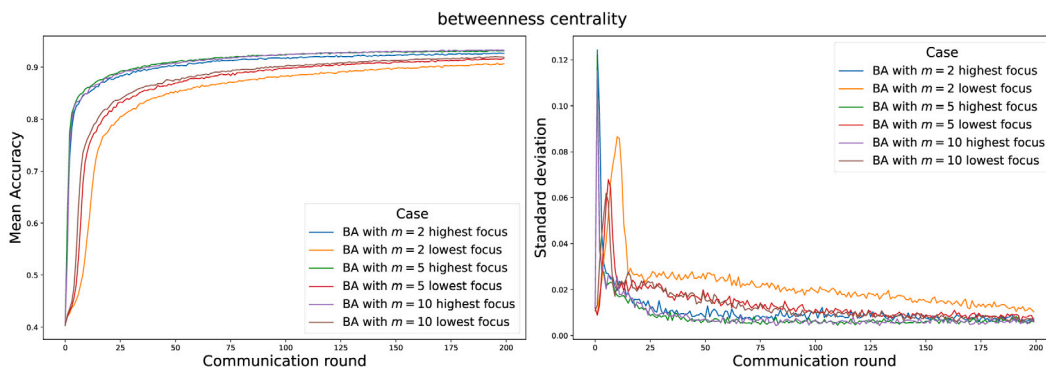 betweenness centrality
Mean Accuracy
0.9
0.8
0.7
0.6
0.5
0.4
0
25
50
75
100
125
150
175
200
Communication round
Case
BA with m = 2 highest focus
BA with m = 2 lowest focus
BA with m = 5 highest focus
BA with m = 5 lowest focus
BA with m = 10 highest focus
BA with m = 10 lowest focus
Standard deviation
0.12
0.10
0.08
0.06
0.04
0.02
0.00
0
25
50
75
100
125
150
175
200
Communication round
Case
BA with m = 2 highest focus
BA with m = 2 lowest focus
BA with m = 5 highest focus
BA with m = 5 lowest focus
BA with m = 10 highest focus
BA with m = 10 lowest focus